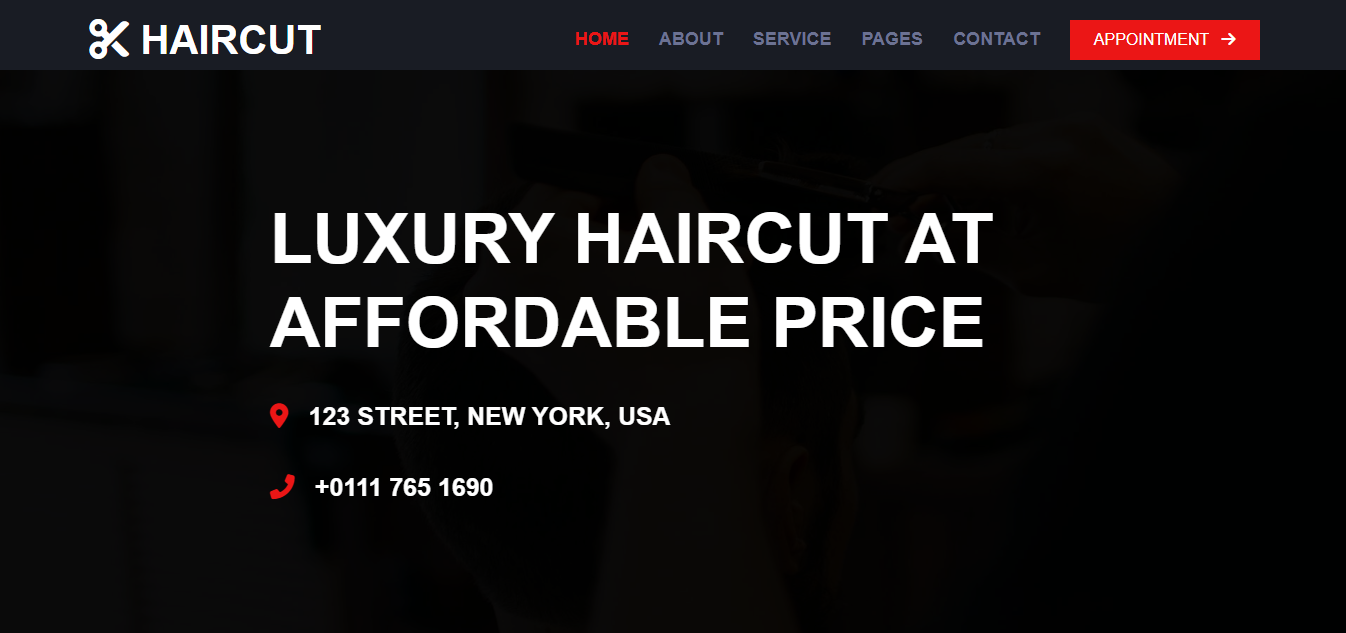 HAIRCUT
HOME ABOUT SERVICE PAGES CONTACT APPOINTMENT
LUXURY HAIRCUT AT
AFFORDABLE PRICE
123 STREET, NEW YORK, USA
+0111 765 1690